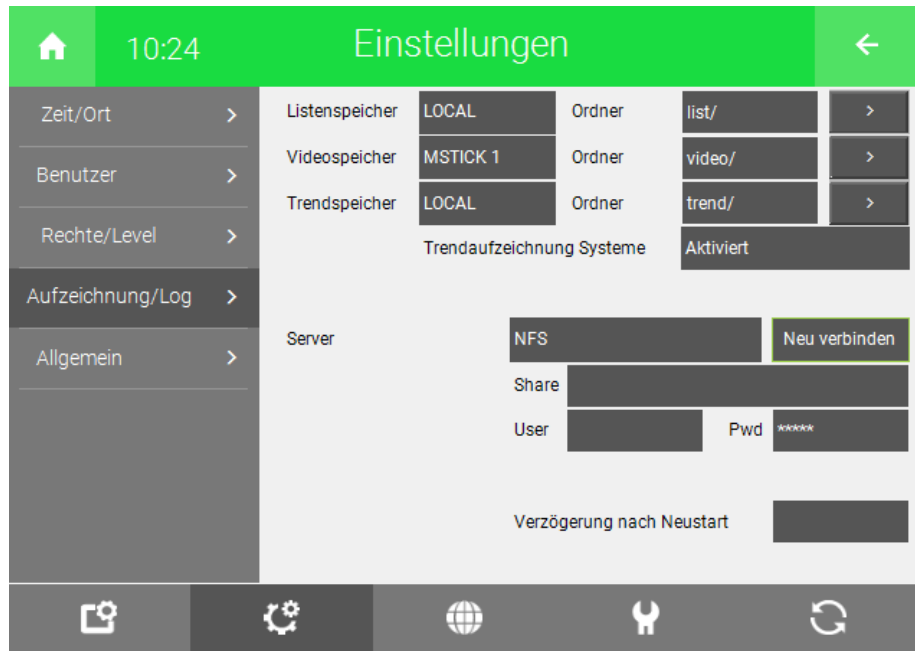 10:24 Einstellungen
Zeit/Ort
Benutzer
Rechte/Level
Aufzeichnung/Log
Allgemein
Listenspeicher LOCAL Ordner list/ >
Videospeicher MSTICK 1 Ordner video/ >
Trendspeicher LOCAL Ordner trend/ >
Trendaufzeichnung Systeme Aktiviert
Server NFS Neu verbinden
Share
User Pwd *****
Verzögerung nach Neustart